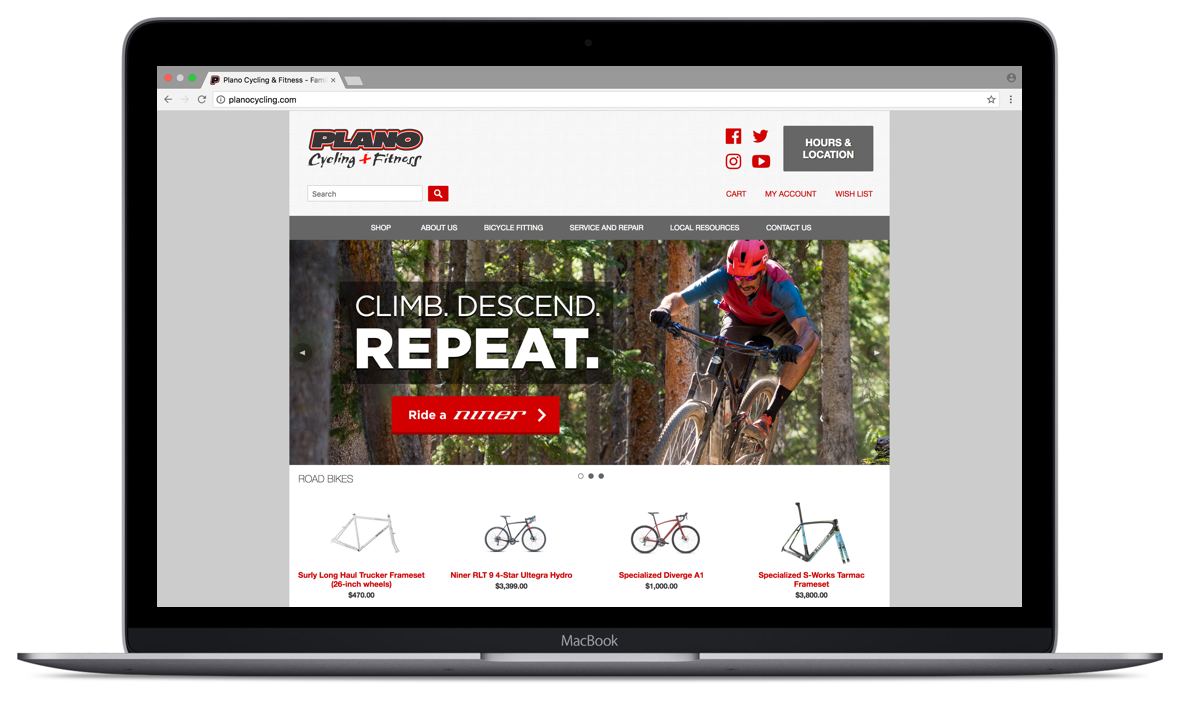 Plano Cycling & Fitness - Fam
planocycling.com
PLANO
Cycling + Fitness
HOURS &
LOCATION
Search
CART MY ACCOUNT WISH LIST
SHOP ABOUT US BICYCLE FITTING SERVICE AND REPAIR LOCAL RESOURCES CONTACT US
CLIMB. DESCEND.
REPEAT.
Ride a niner
ROAD BIKES
Surly Long Haul Trucker Frameset
(26-inch wheels)
$470.00
Niner RLT 9 4-Star Ultegra Hydro
$3,399.00
Specialized Diverge A1
$1,000.00
Specialized S-Works Tarmac
Frameset
$3,800.00
MacBook